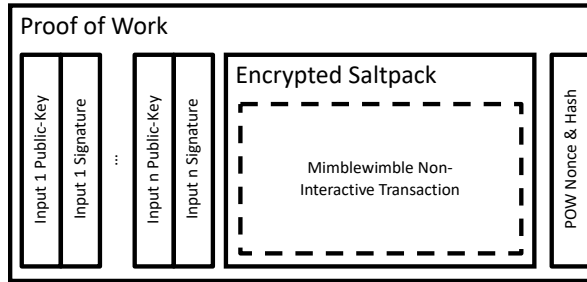 Proof of Work
Input 1 Public-Key
Input 1 Signature
...
Input n Public-Key
Input n Signature
Encrypted Saltpack
Mimblewimble Non-
Interactive Transaction
POW Nonce & Hash